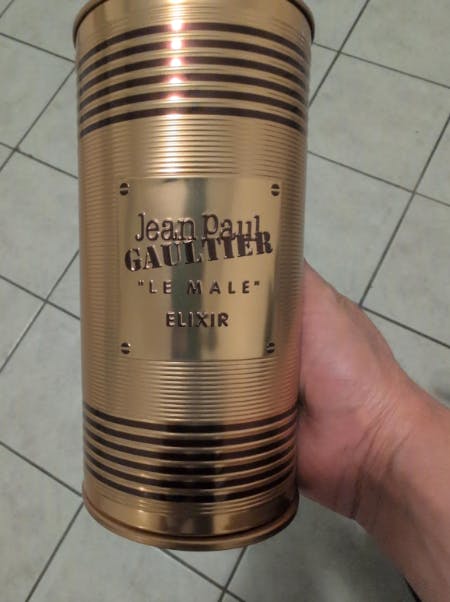 Jean Paul
GAULTIER
"LE MALE"
ELIXIR